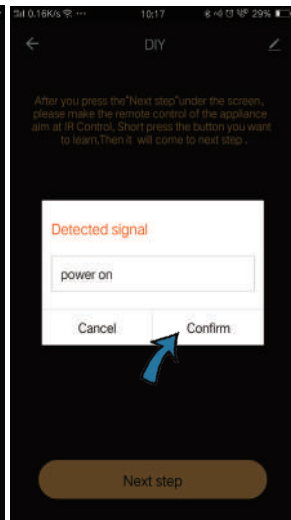 0.16K/s ... 10:17 29%
DIY
After you press the"Next step"under the screen,
please make the remote control of the appliance
aim at IR Control, Short press the button you want
to learn,Then it will come to next step .
Detected signal
power on
Cancel Confirm
Next step